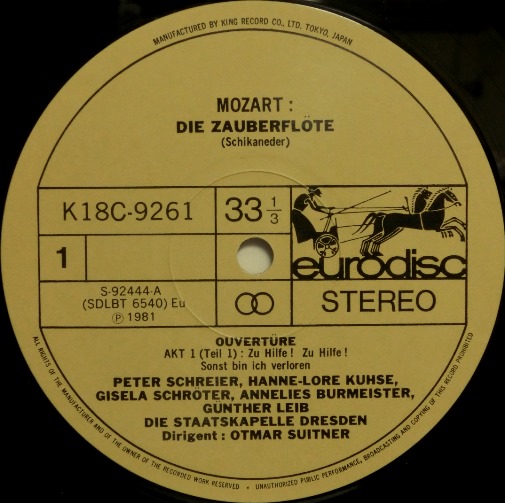 MANUFACTURED BY KING RECORD CO., LTD. TOKYO, JAPAN
MOZART :
DIE ZAUBERFLÖTE
(Schikaneder)
K18C-9261
33 1/3
1
eurodisc
S-92444-A
(SDLBT 6540) Eu
Ⓟ 1981
STEREO
OUVERTÜRE
AKT 1 (Teil 1) : Zu Hilfe! Zu Hilfe!
Sonst bin ich verloren
PETER SCHREIER, HANNE-LORE KUHSE,
GISELA SCHRÖTER, ANNELIES BURMEISTER,
GÜNTHER LEIB
DIE STAATSKAPELLE DRESDEN
Dirigent : OTMAR SUITNER
ALL RIGHTS OF THE MANUFACTURER AND OF THE OWNER OF THE RECORDED WORK RESERVED • UNAUTHORIZED PUBLIC PERFORMANCE, BROADCASTING AND COPYING OF THIS RECORD PROHIBITED